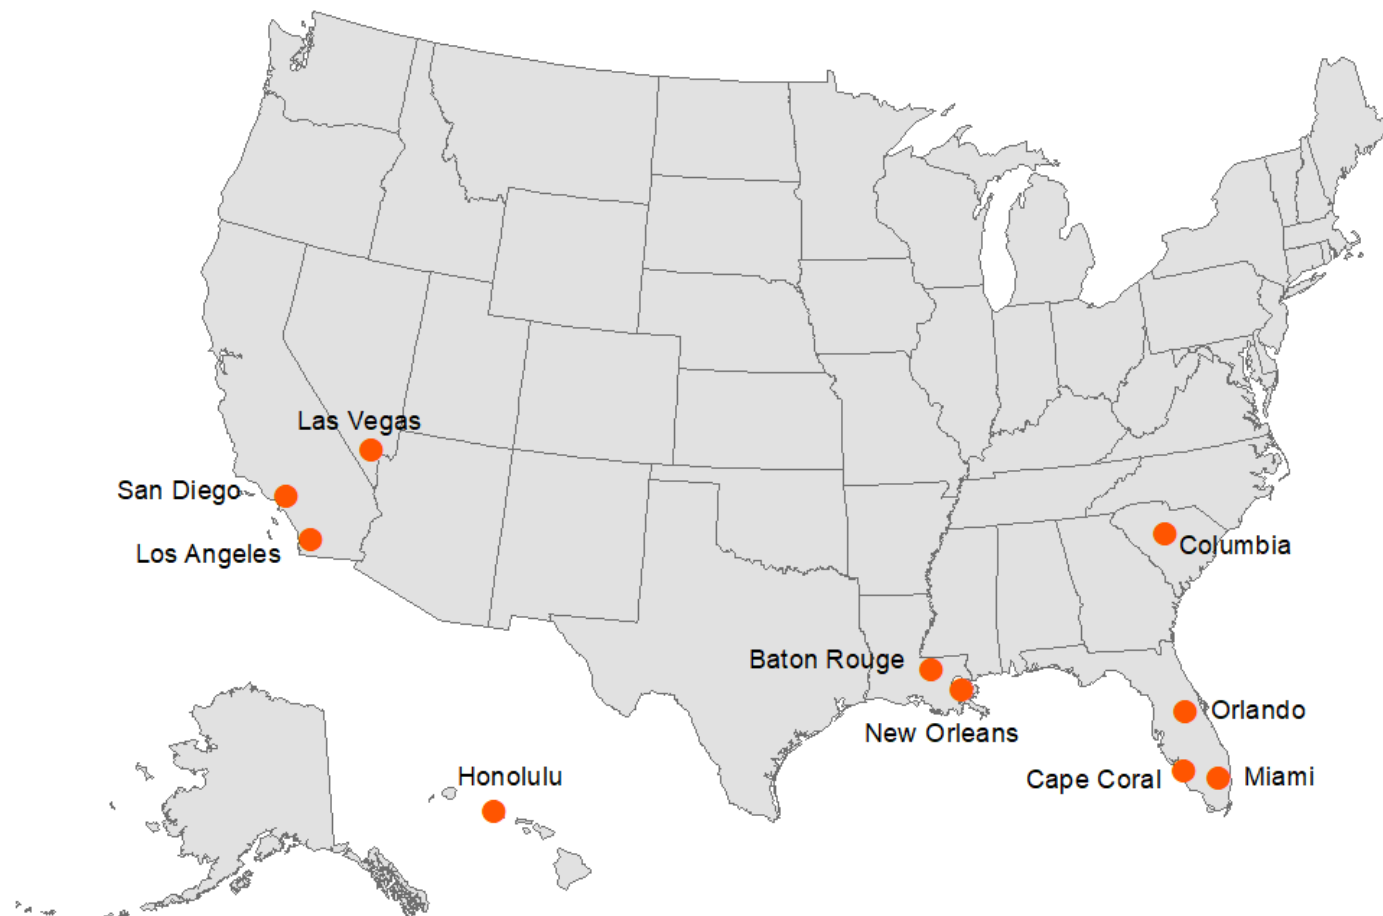 Las Vegas
San Diego
Los Angeles
Columbia
Baton Rouge
New Orleans
Orlando
Honolulu
Cape Coral
Miami